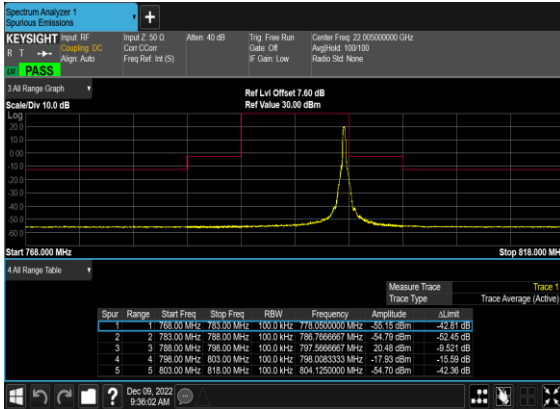 Spectrum Analyzer 1
Spurious Emissions
+
KEYSIGHT Input: RF Input Z: 50 Ω Atten: 40 dB Trig: Free Run Center Freq: 22.005000000 GHz
R T Coupling: DC Corr CCorr Gate: Off Avg|Hold: 100/100
Align: Auto Freq Ref: Int (S) IF Gain: Low Radio Std: None
PASS
3 All Range Graph
Ref Lvl Offset 7.60 dB
Scale/Div 10.0 dB Ref Value 30.00 dBm
Log
20.0
10.0
0.00
-10.0
-20.0
-30.0
-40.0
-50.0
-60.0
Start 768.000 MHz Stop 818.000 MHz
4 All Range Table
Measure Trace Trace 1
Trace Type Trace Average (Active)
Spur Range Start Freq Stop Freq RBW Frequency Amplitude ΔLimit
1 1 768.00 MHz 783.00 MHz 100.0 kHz 778.0500000 MHz -55.15 dBm -42.81 dB
2 2 783.00 MHz 788.00 MHz 100.0 kHz 786.7666667 MHz -54.79 dBm -52.45 dB
3 3 788.00 MHz 798.00 MHz 100.0 kHz 797.5666667 MHz 20.48 dBm -9.521 dB
4 4 798.00 MHz 803.00 MHz 100.0 kHz 798.0083333 MHz -17.93 dBm -15.59 dB
5 5 803.00 MHz 818.00 MHz 100.0 kHz 804.1250000 MHz -54.70 dBm -42.36 dB
? Dec 09, 2022
9:36:02 AM